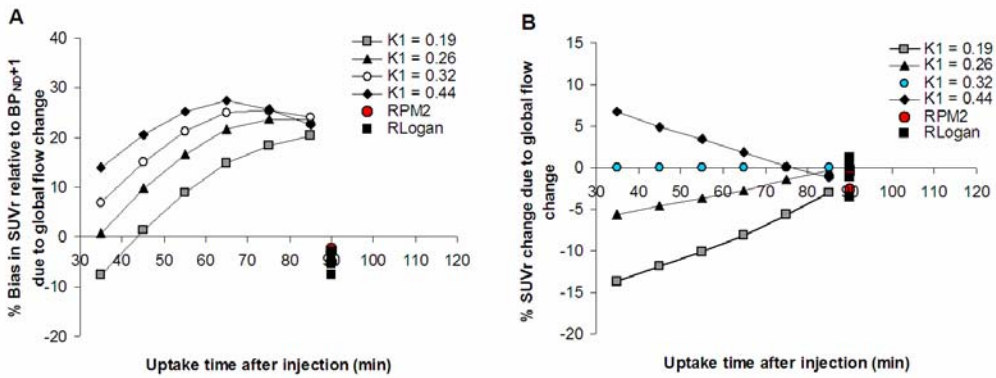 A
% Bias in SUVr relative to BPND+1
due to global flow change
40
30
20
10
0
-10
-20
30 40 50 60 70 80 90 100 110 120
Uptake time after injection (min)
K1 = 0.19
K1 = 0.26
K1 = 0.32
K1 = 0.44
RPM2
RLogan
B
% SUVr change due to global flow
change
15
10
5
0
-5
-10
-15
-20
30 40 50 60 70 80 90 100 110 120
Uptake time after injection (min)
K1 = 0.19
K1 = 0.26
K1 = 0.32
K1 = 0.44
RPM2
RLogan